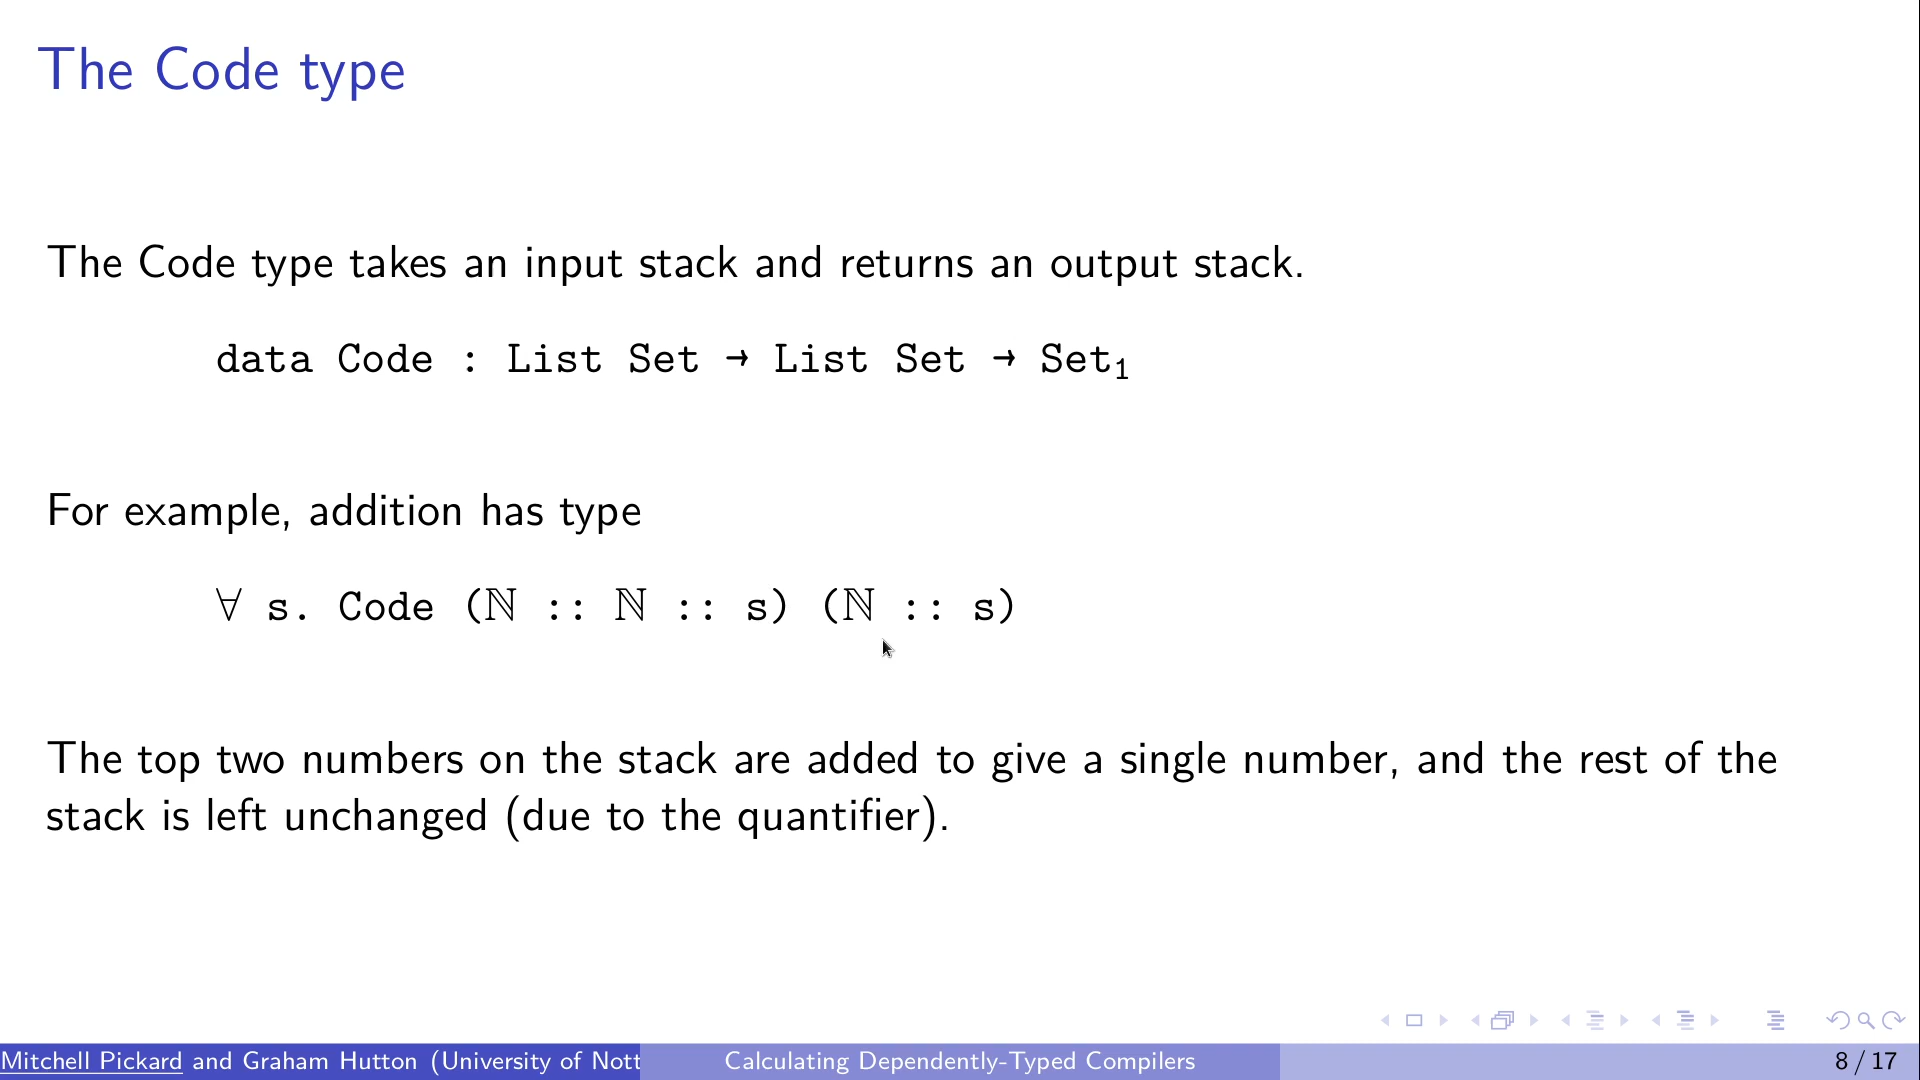 The Code type
The Code type takes an input stack and returns an output stack.
data Code : List Set → List Set → Set₁
For example, addition has type
∀ s. Code (ℕ :: ℕ :: s) (ℕ :: s)
The top two numbers on the stack are added to give a single number, and the rest of the
stack is left unchanged (due to the quantifier).
Mitchell Pickard and Graham Hutton (University of Nott
Calculating Dependently-Typed Compilers
8 / 17